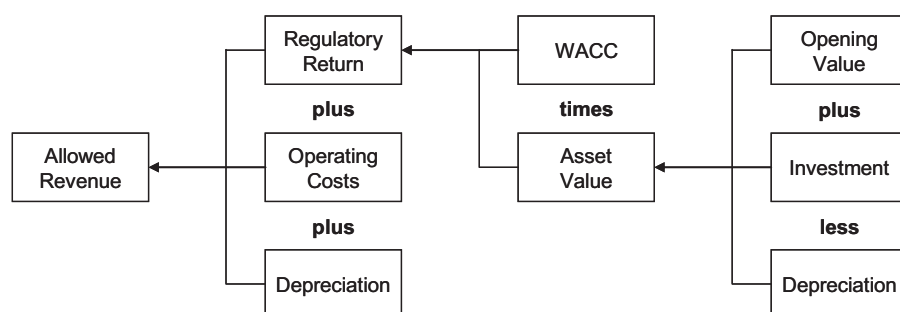 Regulatory
Return
WACC
Opening
Value
plus
times
plus
Allowed
Revenue
Operating
Costs
Asset
Value
Investment
plus
less
Depreciation
Depreciation